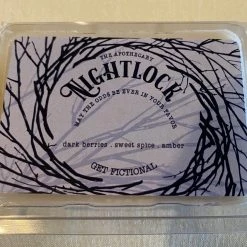 THE APOTHECARY
NIGHTLOCK
MAY THE ODDS BE EVER IN YOUR FAVOR
dark berries . sweet spice . amber
GET FICTIONAL